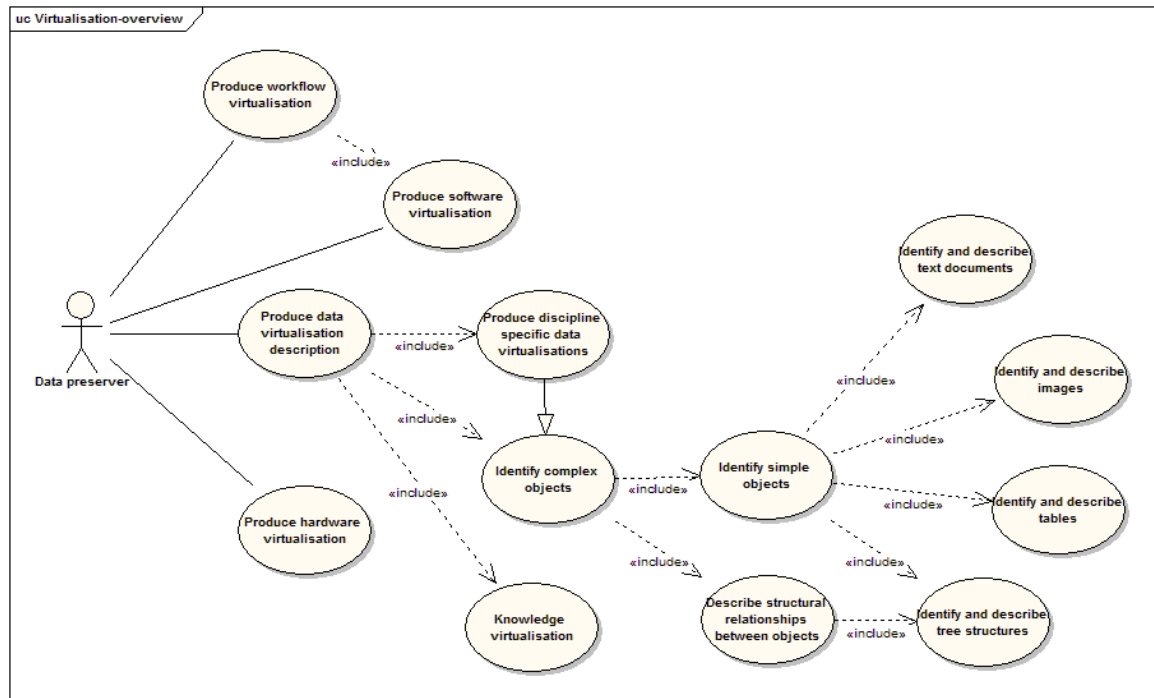 uc Virtualisation-overview
Produce workflow
virtualisation
«include»
Produce software
virtualisation
Identify and describe
text documents
Produce data
virtualisation
description
«include»
Produce discipline
specific data
virtualisations
Data preserver
«include»
Identify and describe
images
«include»
«include»
Identify complex
objects
«include»
Identify simple
objects
«include»
«include»
Identify and describe
tables
Produce hardware
virtualisation
«include»
«include»
Knowledge
virtualisation
Describe structural
relationships
between objects
«include»
Identify and describe
tree structures